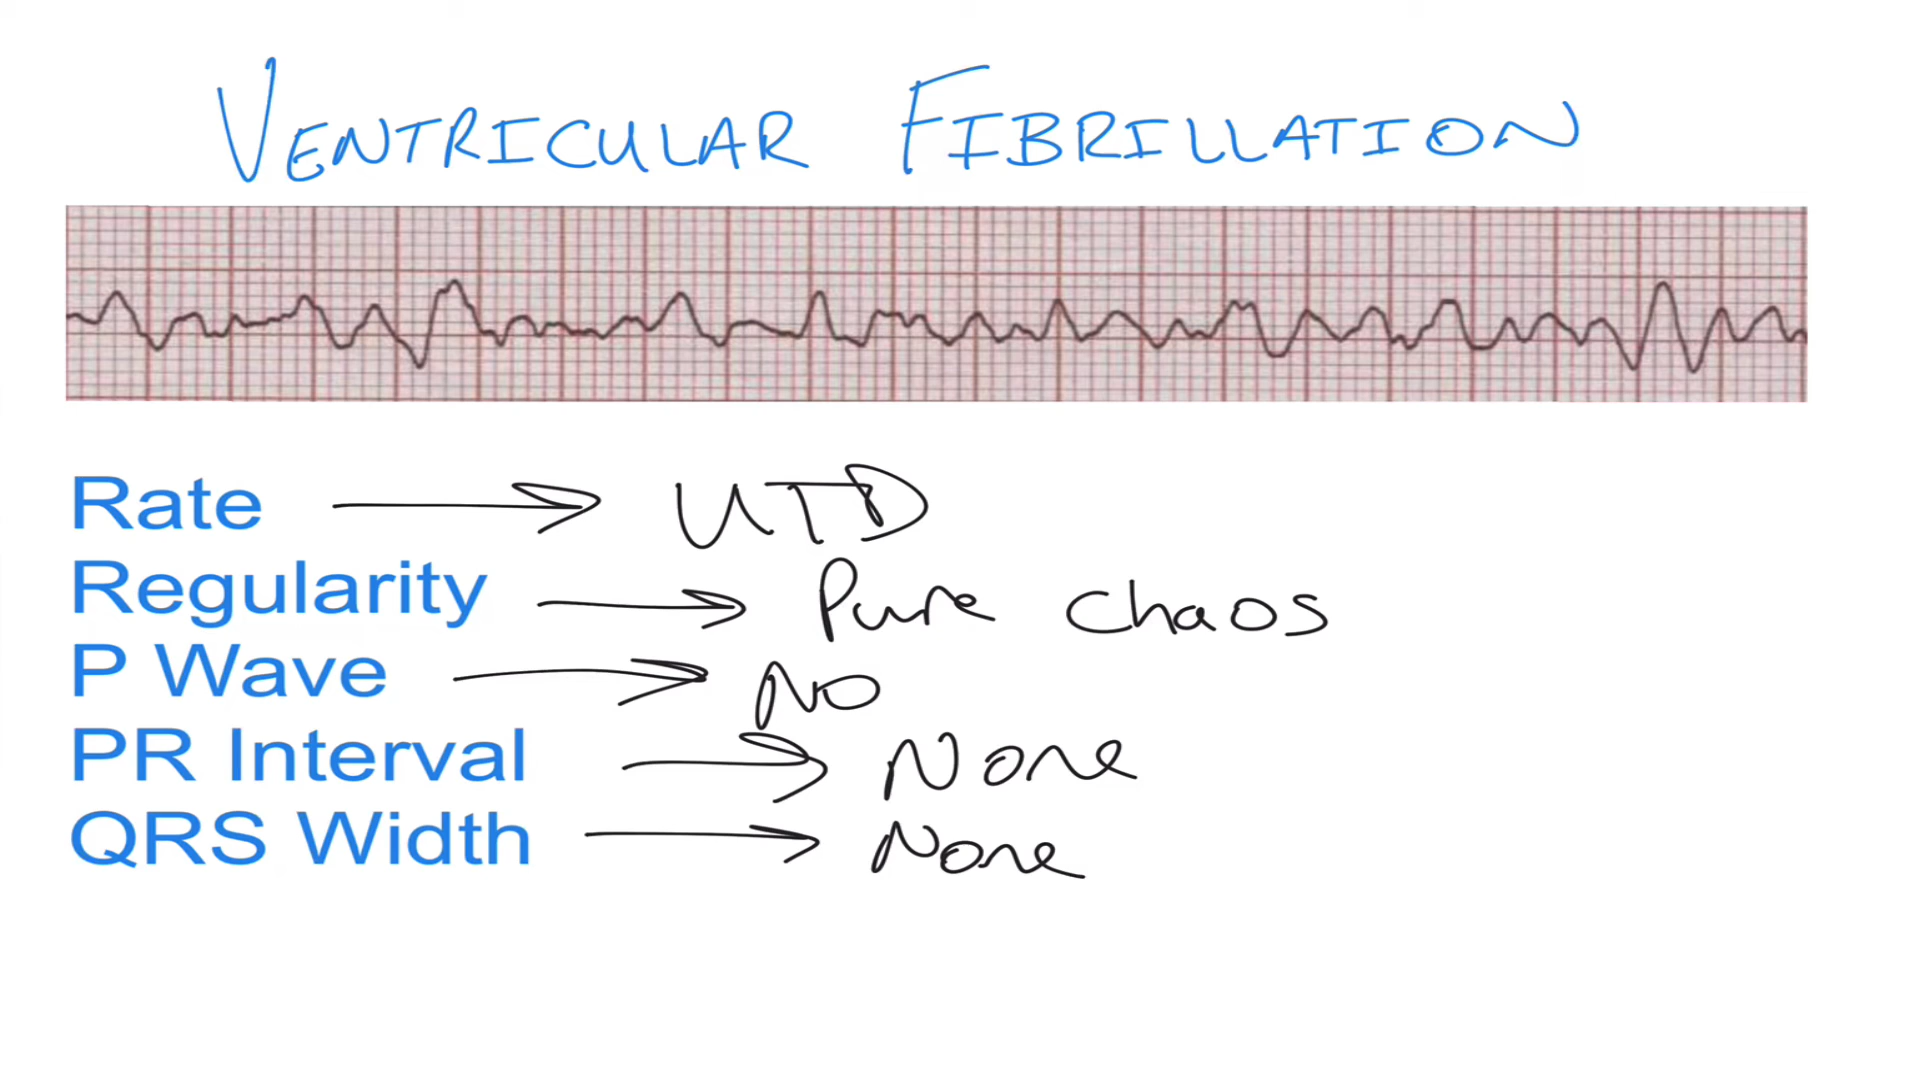 VENTRICULAR FIBRILLATION
Rate → UTD
Regularity → Pure chaos
P Wave → NO
PR Interval → None
QRS Width → None